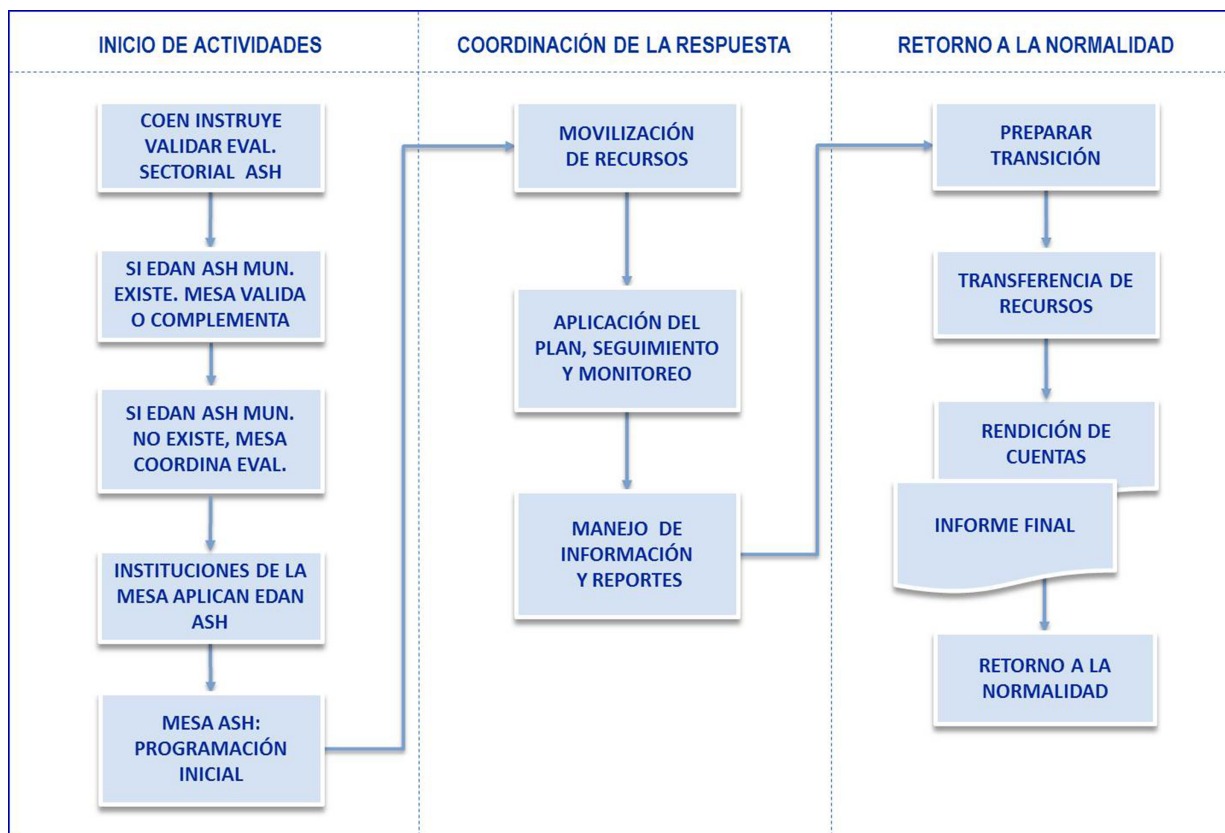 INICIO DE ACTIVIDADES
COEN INSTRUYE
VALIDAR EVAL.
SECTORIAL ASH
SI EDAN ASH MUN.
EXISTE. MESA VALIDA
O COMPLEMENTA
SI EDAN ASH MUN.
NO EXISTE, MESA
COORDINA EVAL.
INSTITUCIONES DE LA
MESA APLICAN EDAN
ASH
MESA ASH:
PROGRAMACIÓN
INICIAL
COORDINACIÓN DE LA RESPUESTA
MOVILIZACIÓN
DE RECURSOS
APLICACIÓN DEL
PLAN, SEGUIMIENTO
Y MONITOREO
MANEJO DE
INFORMACIÓN
Y REPORTES
RETORNO A LA NORMALIDAD
PREPARAR
TRANSICIÓN
TRANSFERENCIA DE
RECURSOS
RENDICIÓN DE
CUENTAS
INFORME FINAL
RETORNO A LA
NORMALIDAD